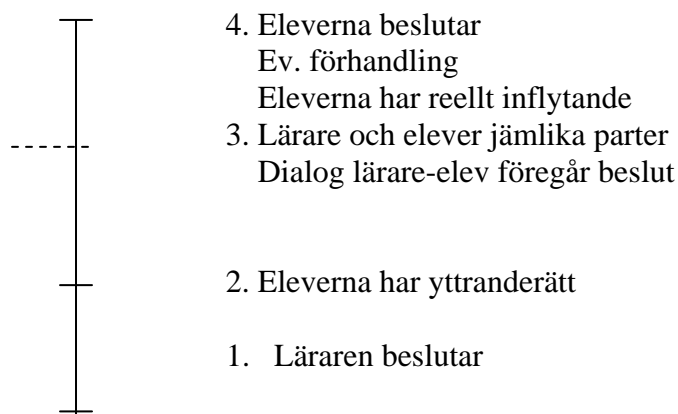 4. Eleverna beslutar
Ev. förhandling
Eleverna har reellt inflytande
3. Lärare och elever jämlika parter
Dialog lärare-elev föregår beslut
2. Eleverna har yttranderätt
1. Läraren beslutar